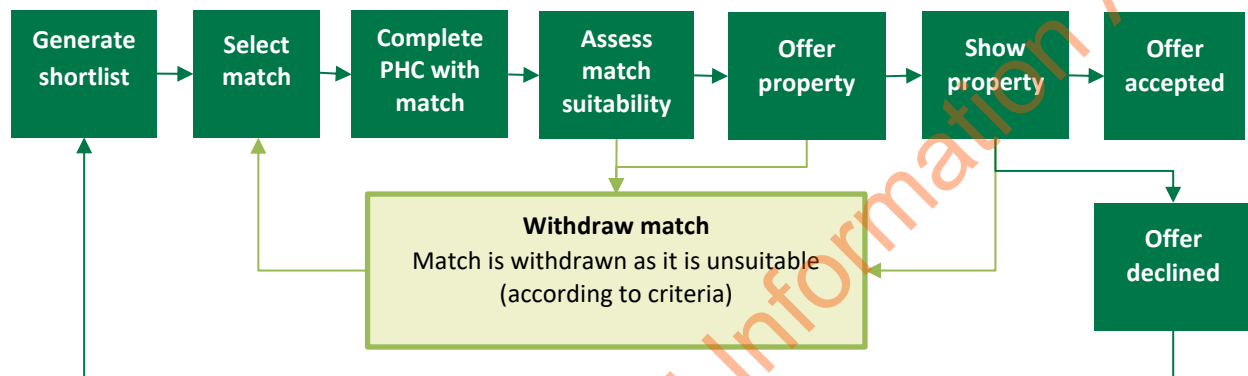 Generate
shortlist
Select
match
Complete
PHC with
match
Assess
match
suitability
Offer
property
Show
property
Offer
accepted
Withdraw match
Match is withdrawn as it is unsuitable
(according to criteria)
Offer
declined
Information